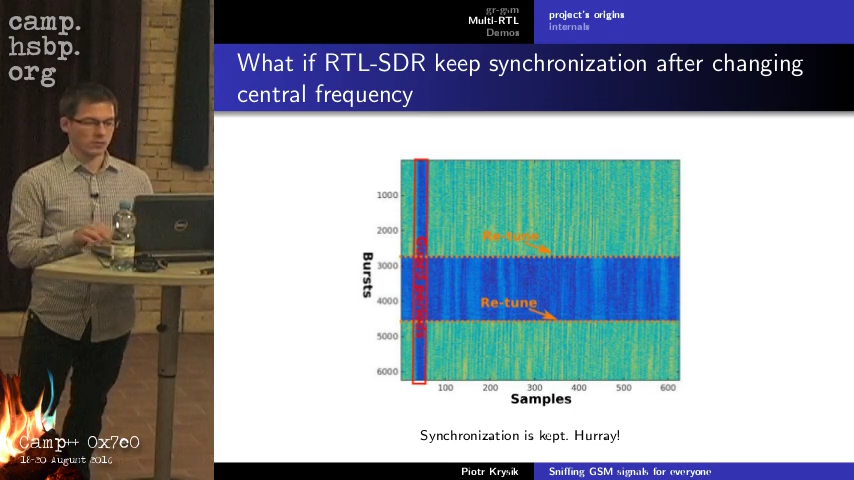 camp.
hsbp.
org
gr-gsm
Multi-RTL
Demos
project's origins
internals
What if RTL-SDR keep synchronization after changing
central frequency
1000
2000
3000
4000
5000
6000
Bursts
Re-tune
Re-tune
100
200
300
400
500
600
Samples
Synchronization is kept. Hurray!
DELL
Camp++ 0x7e0
18-20 August 2016
Piotr Krysik
Sniffing GSM signals for everyone